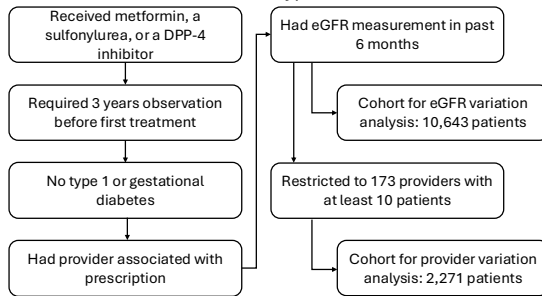 Received metformin, a
sulfonylurea, or a DPP-4
inhibitor
Required 3 years observation
before first treatment
No type 1 or gestational
diabetes
Had provider associated with
prescription
Had eGFR measurement in past
6 months
Cohort for eGFR variation
analysis: 10,643 patients
Restricted to 173 providers with
at least 10 patients
Cohort for provider variation
analysis: 2,271 patients